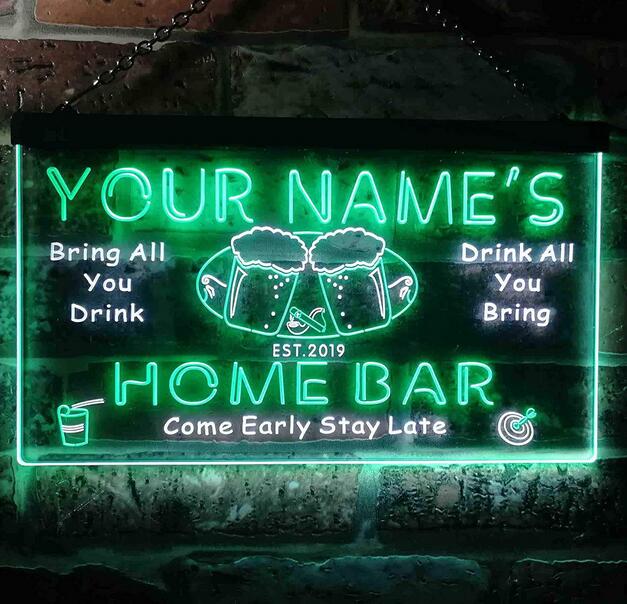 YOUR NAME'S
Bring All
You
Drink
Drink All
You
Bring
EST.2019
HOME BAR
Come Early Stay Late